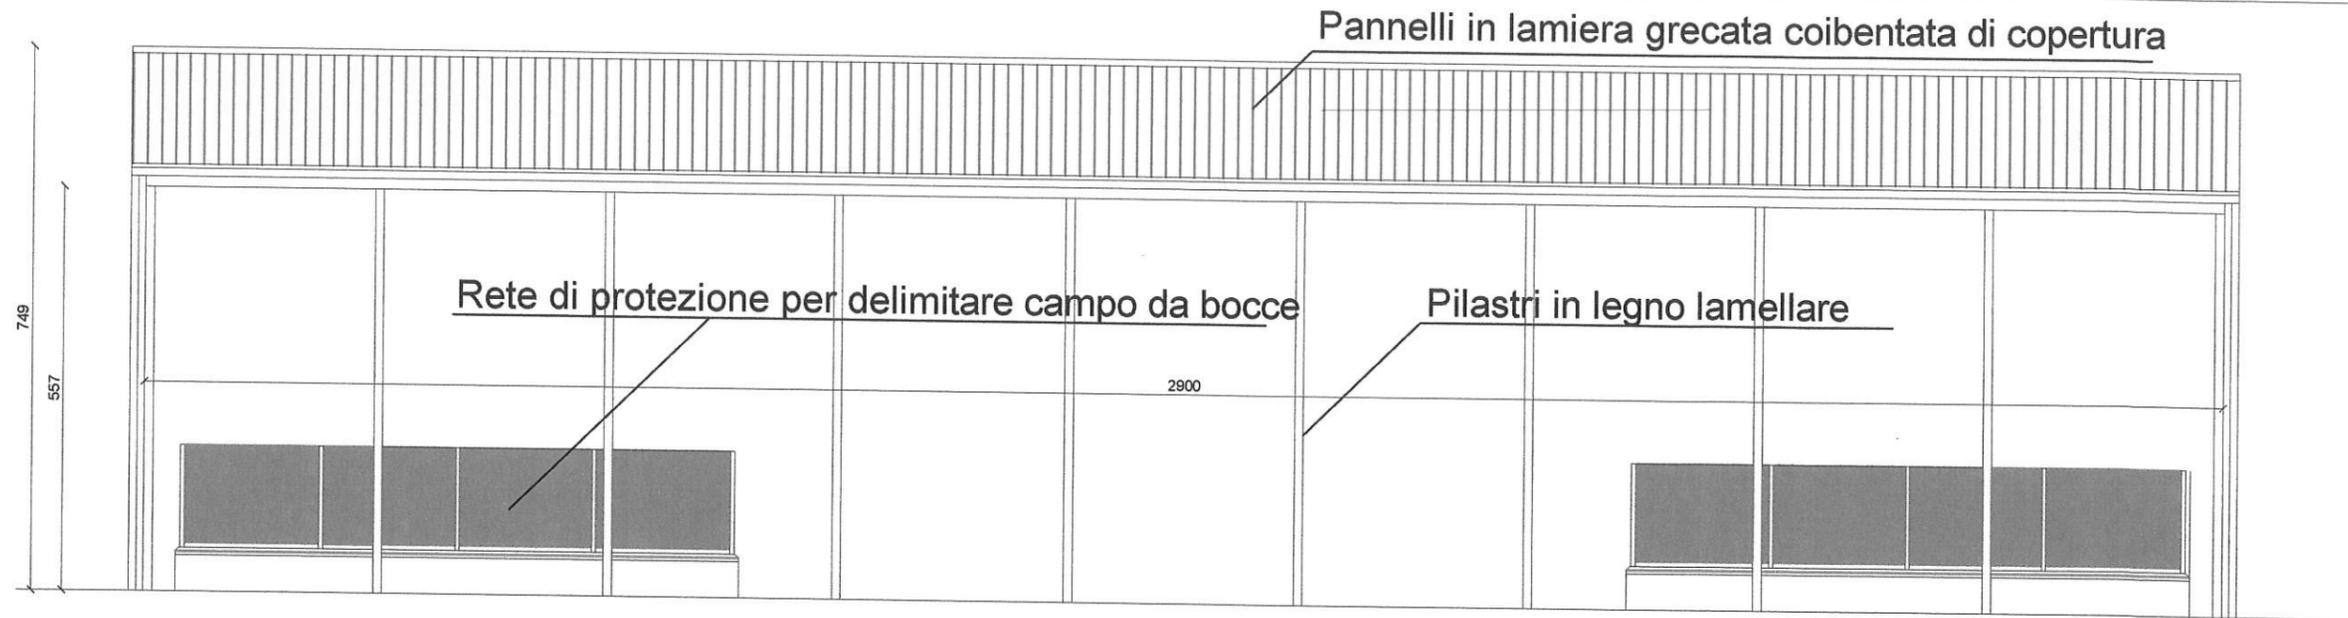 Pannelli in lamiera grecata coibentata di copertura
Rete di protezione per delimitare campo da bocce
Pilastri in legno lamellare
749
557
2900